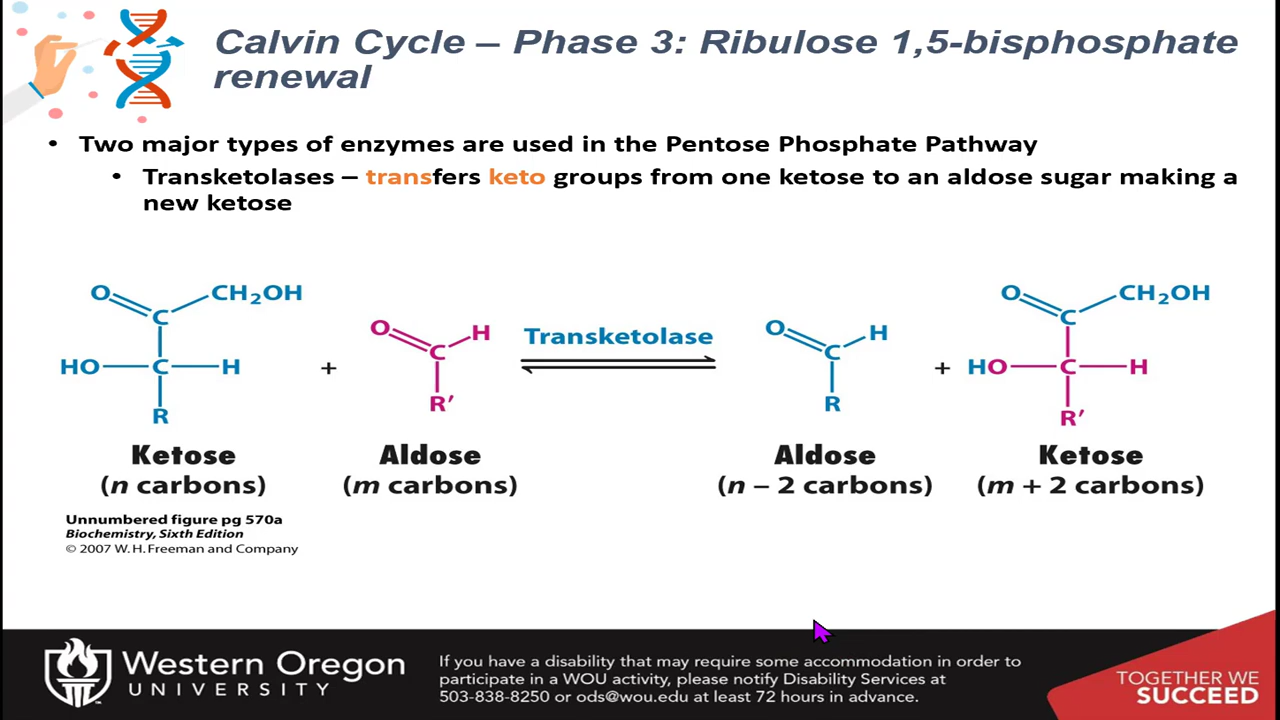 Calvin Cycle – Phase 3: Ribulose 1,5-bisphosphate
renewal
• Two major types of enzymes are used in the Pentose Phosphate Pathway
• Transketolases – transfers keto groups from one ketose to an aldose sugar making a
new ketose
O CH₂OH
C
HO C H
R
Ketose
(n carbons)
+
O H
C
R′
Aldose
(m carbons)
Transketolase
O H
C
R
Aldose
(n – 2 carbons)
+
O CH₂OH
C
HO C H
R′
Ketose
(m + 2 carbons)
Unnumbered figure pg 570a
Biochemistry, Sixth Edition
© 2007 W. H. Freeman and Company
Western Oregon
UNIVERSITY
If you have a disability that may require some accommodation in order to
participate in a WOU activity, please notify Disability Services at
503-838-8250 or ods@wou.edu at least 72 hours in advance.
TOGETHER WE
SUCCEED